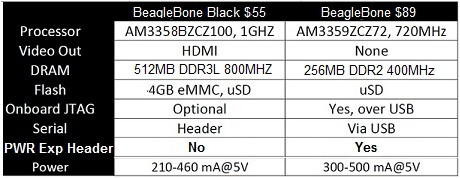 BeagleBone Black $55 BeagleBone $89
Processor AM3358BZCZ100, 1GHZ AM3359ZCZ72, 720MHz
Video Out HDMI None
DRAM 512MB DDR3L 800MHZ 256MB DDR2 400MHz
Flash 4GB eMMC, uSD uSD
Onboard JTAG Optional Yes, over USB
Serial Header Via USB
PWR Exp Header No Yes
Power 210-460 mA@5V 300-500 mA@5V